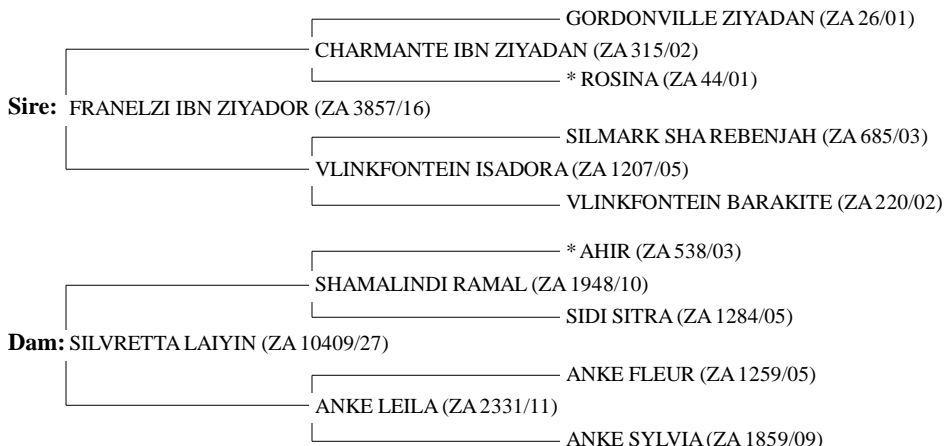 GORDONVILLE ZIYADAN (ZA 26/01)
CHARMANTE IBN ZIYADAN (ZA 315/02)
* ROSINA (ZA 44/01)
Sire: FRANELZI IBN ZIYADOR (ZA 3857/16)
SILMARK SHA REBENJAH (ZA 685/03)
VLINKFONTEIN ISADORA (ZA 1207/05)
VLINKFONTEIN BARAKITE (ZA 220/02)
* AHIR (ZA 538/03)
SHAMALINDI RAMAL (ZA 1948/10)
SIDI SITRA (ZA 1284/05)
Dam: SILVRETTA LAIYIN (ZA 10409/27)
ANKE FLEUR (ZA 1259/05)
ANKE LEILA (ZA 2331/11)
ANKE SYLVIA (ZA 1859/09)